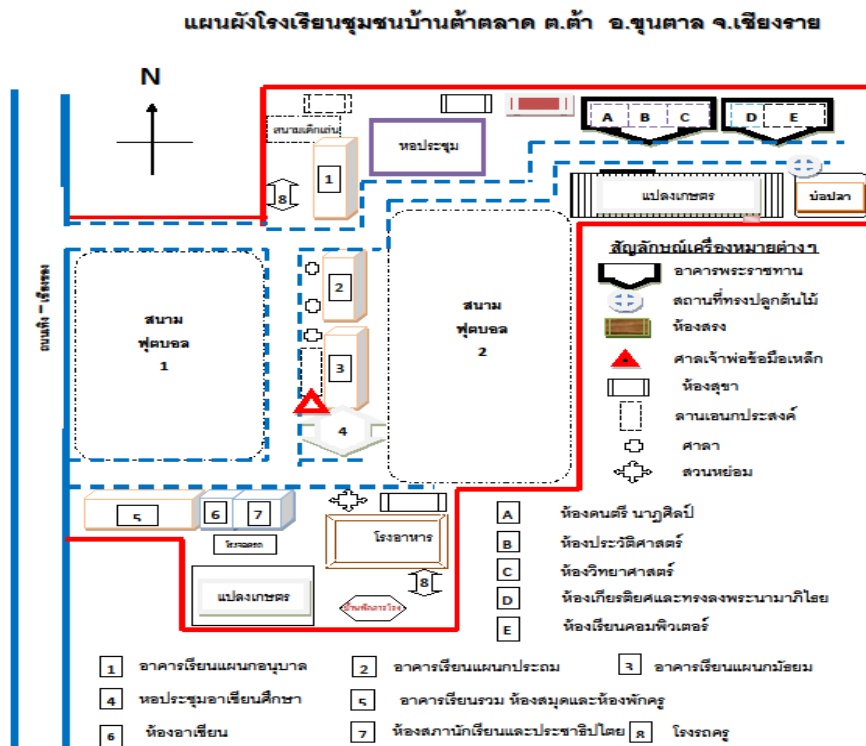 แผนผังโรงเรียนชุมชนบ้านต้าตลาด ต.ต้า อ.ขุนตาล จ.เชียงราย
N
สนามเด็กเล่น
หอประชุม
A B C D E
1
8
แปลงเกษตร
บ่อปลา
สัญลักษณ์เครื่องหมายต่างๆ
อาคารพระราชทาน
สถานที่ทรงปลูกต้นไม้
ห้องสรง
ศาลเจ้าพ่อข้อมือเหล็ก
ห้องสุขา
ลานเอนกประสงค์
ศาลา
สวนหย่อม
สนาม
ฟุตบอล
1
2
3
4
สนาม
ฟุตบอล
2
5
6
7
โรงจอดรถ
โรงอาหาร
8
แปลงเกษตร
บ้านพักภารโรง
A ห้องดนตรี นาฏศิลป์
B ห้องประวัติศาสตร์
C ห้องวิทยาศาสตร์
D ห้องเกียรติยศและทรงลงพระนามาภิไธย
E ห้องเรียนคอมพิวเตอร์
1 อาคารเรียนแผนกอนุบาล
2 อาคารเรียนแผนกประถม
3 อาคารเรียนแผนกมัธยม
4 หอประชุมอาเซียนศึกษา
5 อาคารเรียนรวม ห้องสมุดและห้องพักครู
6 ห้องอาเซียน
7 ห้องสภานักเรียนและประชาธิปไตย
8 โรงรถครู